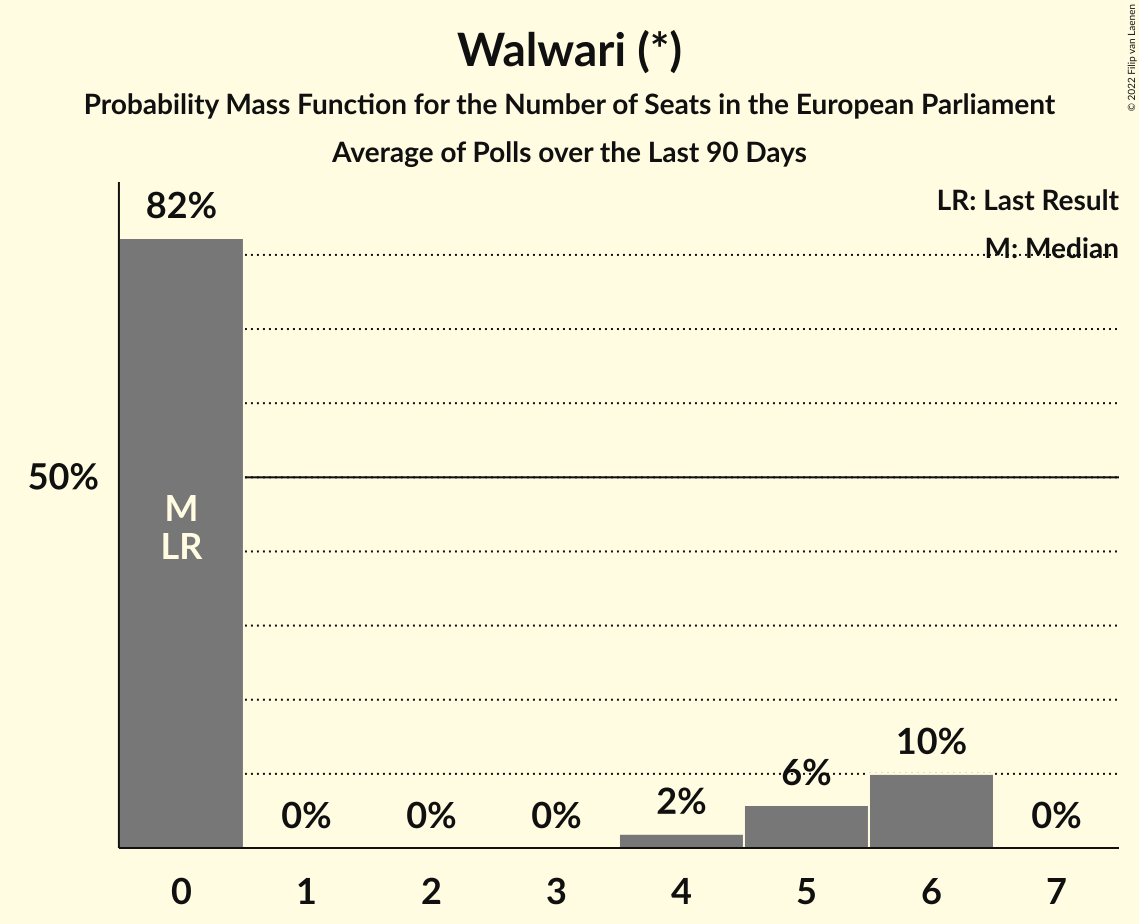 Walwari (*)
Probability Mass Function for the Number of Seats in the European Parliament
Average of Polls over the Last 90 Days
© 2022 Filip van Laenen
LR: Last Result
M: Median
82%
50%
M
LR
0%
0%
0%
2%
6%
10%
0%
0
1
2
3
4
5
6
7